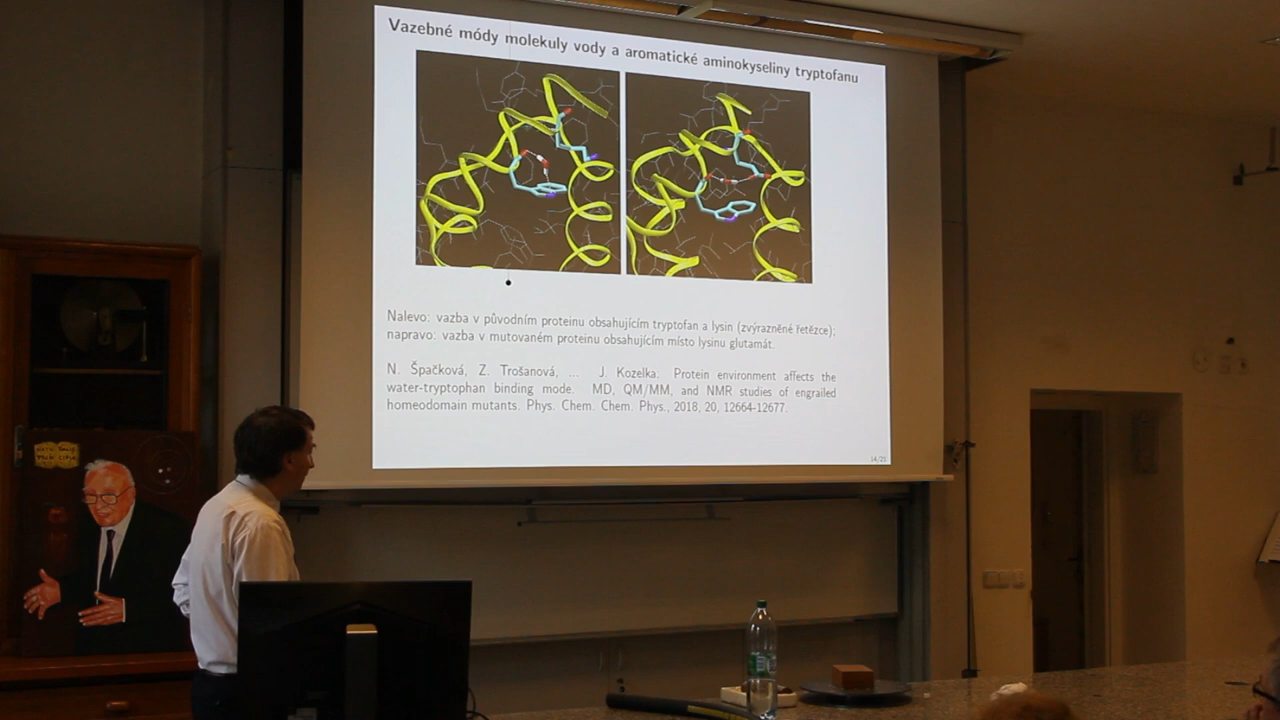 Vazebné módy molekuly vody a aromatické aminokyseliny tryptofanu
Nalevo: vazba v původním proteinu obsahujícím tryptofan a lysin (zvýrazněné řetězce);
napravo: vazba v mutovaném proteinu obsahujícím místo lysinu glutamát.
N. Špačková, Z. Trošanová, ... J. Kozelka: Protein environment affects the
water-tryptophan binding mode. MD, QM/MM, and NMR studies of engrailed
homeodomain mutants. Phys. Chem. Chem. Phys., 2018, 20, 12664-12677.
14/21